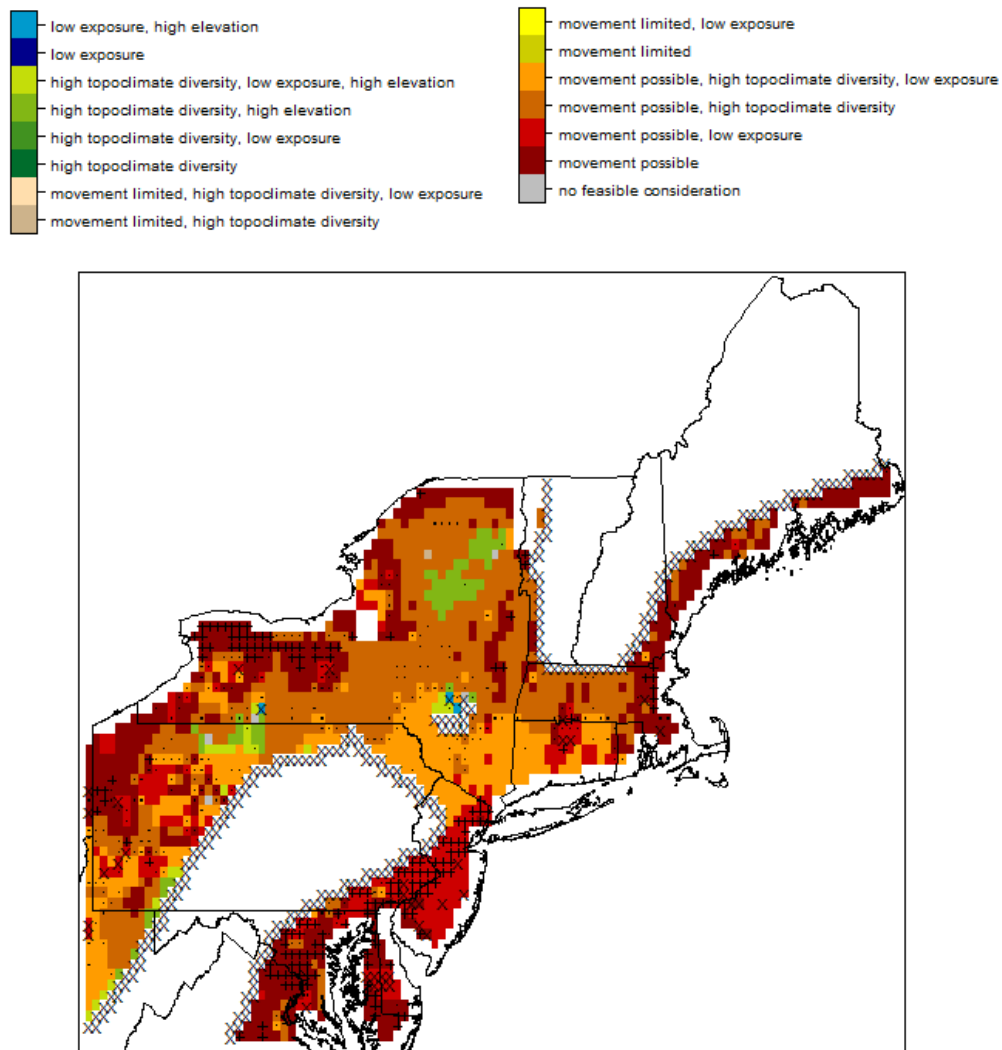 low exposure, high elevation
low exposure
high topoclimate diversity, low exposure, high elevation
high topoclimate diversity, high elevation
high topoclimate diversity, low exposure
high topoclimate diversity
movement limited, high topoclimate diversity, low exposure
movement limited, high topoclimate diversity
movement limited, low exposure
movement limited
movement possible, high topoclimate diversity, low exposure
movement possible, high topoclimate diversity
movement possible, low exposure
movement possible
no feasible consideration